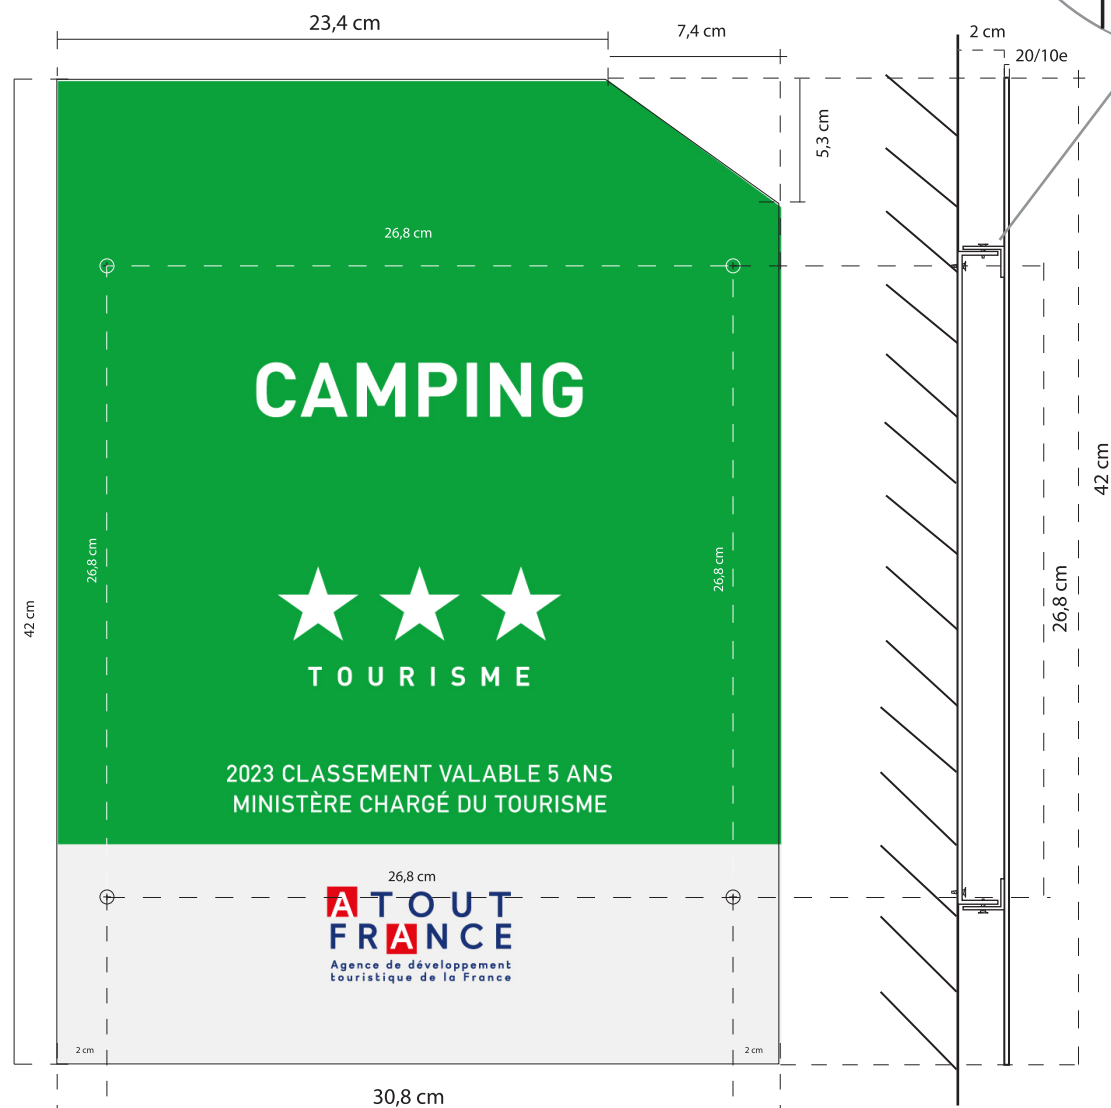 23,4 cm
7,4 cm
2 cm
20/10e
5,3 cm
26,8 cm
CAMPING
42 cm
26,8 cm
26,8 cm
26,8 cm
42 cm
TOURISME
2023 CLASSEMENT VALABLE 5 ANS
MINISTÈRE CHARGÉ DU TOURISME
26,8 cm
ATOUT
FRANCE
Agence de développement
touristique de la France
2 cm
2 cm
30,8 cm